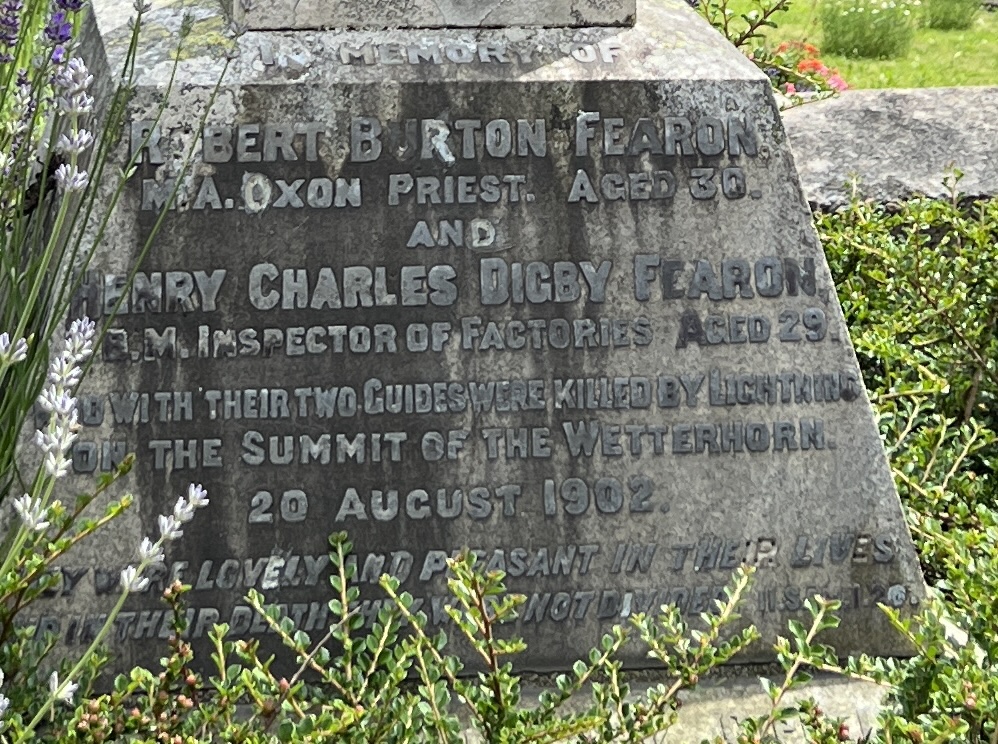 IN MEMORY OF
ROBERT BURTON FEARON
M.A. OXON PRIEST. AGED 30.
AND
HENRY CHARLES DIGBY FEARON,
B.M. INSPECTOR OF FACTORIES AGED 29.
WITH THEIR TWO GUIDES WERE KILLED BY LIGHTNING
ON THE SUMMIT OF THE WETTERHORN.
20 AUGUST 1902.
WERE LOVELY AND PLEASANT IN THEIR LIVES
IN THEIR DEATH NOT DIVIDED